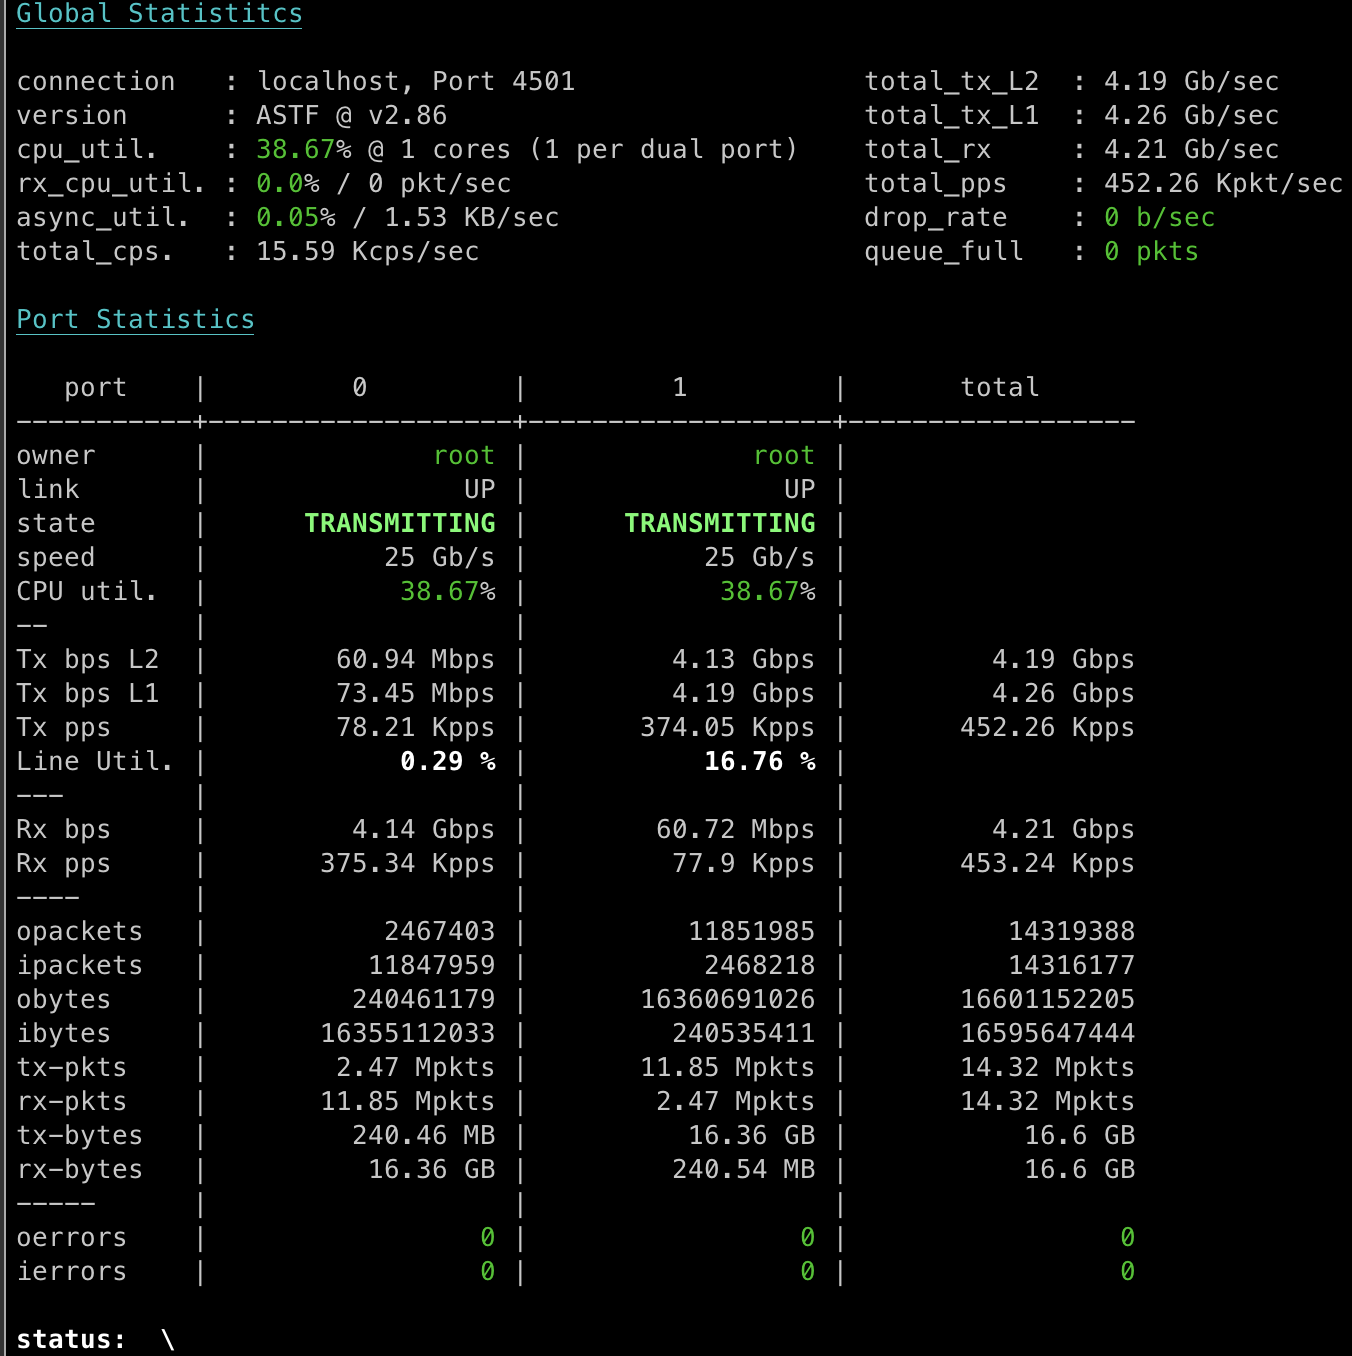 Global Statistitcs
connection   : localhost, Port 4501                  total_tx_L2  : 4.19 Gb/sec
version      : ASTF @ v2.86                          total_tx_L1  : 4.26 Gb/sec
cpu_util.    : 38.67% @ 1 cores (1 per dual port)    total_rx     : 4.21 Gb/sec
rx_cpu_util. : 0.0% / 0 pkt/sec                      total_pps    : 452.26 Kpkt/sec
async_util.  : 0.05% / 1.53 KB/sec                   drop_rate    : 0 b/sec
total_cps.   : 15.59 Kcps/sec                        queue_full   : 0 pkts
Port Statistics
   port    |         0         |         1         |       total
-----------+-------------------+-------------------+------------------
owner      |              root |              root |
link       |                UP |                UP |
state      |      TRANSMITTING |      TRANSMITTING |
speed      |           25 Gb/s |           25 Gb/s |
CPU util.  |            38.67% |            38.67% |
--         |                   |                   |
Tx bps L2  |        60.94 Mbps |         4.13 Gbps |         4.19 Gbps
Tx bps L1  |        73.45 Mbps |         4.19 Gbps |         4.26 Gbps
Tx pps     |        78.21 Kpps |       374.05 Kpps |       452.26 Kpps
Line Util. |            0.29 % |           16.76 % |
---        |                   |                   |
Rx bps     |         4.14 Gbps |        60.72 Mbps |         4.21 Gbps
Rx pps     |       375.34 Kpps |         77.9 Kpps |       453.24 Kpps
----       |                   |                   |
opackets   |           2467403 |          11851985 |          14319388
ipackets   |          11847959 |           2468218 |          14316177
obytes     |         240461179 |       16360691026 |       16601152205
ibytes     |       16355112033 |         240535411 |       16595647444
tx-pkts    |        2.47 Mpkts |       11.85 Mpkts |       14.32 Mpkts
rx-pkts    |       11.85 Mpkts |        2.47 Mpkts |       14.32 Mpkts
tx-bytes   |         240.46 MB |          16.36 GB |           16.6 GB
rx-bytes   |          16.36 GB |         240.54 MB |           16.6 GB
-----      |                   |                   |
oerrors    |                 0 |                 0 |                 0
ierrors    |                 0 |                 0 |                 0
status:  \